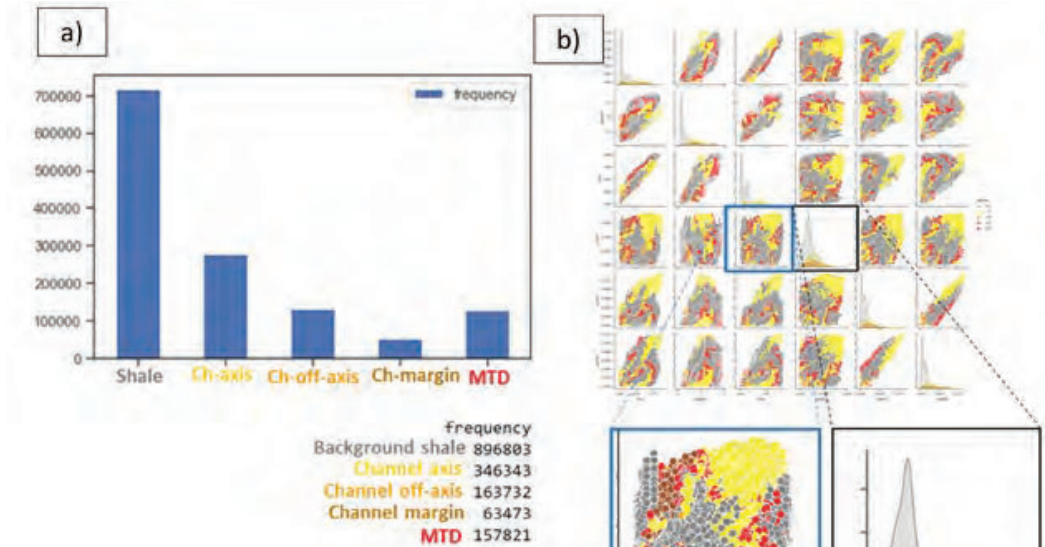 a)
b)
frequency
700000
600000
500000
400000
300000
200000
100000
0
Shale Ch-axis Ch-off-axis Ch-margin MTD
frequency
Background shale 896803
Channel axis 346343
Channel off-axis 163732
Channel margin 63473
MTD 157821